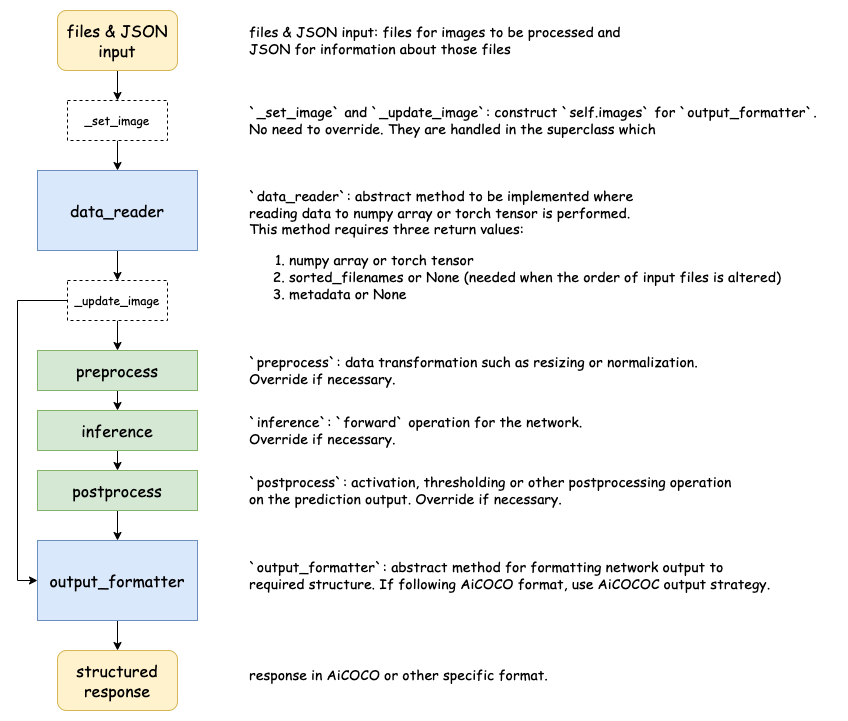 files & JSON
input
files & JSON input: files for images to be processed and
JSON for information about those files
_set_image
`_set_image` and `_update_image`: construct `self.images` for `output_formatter`.
No need to override. They are handled in the superclass which
data_reader
`data_reader`: abstract method to be implemented where
reading data to numpy array or torch tensor is performed.
This method requires three return values:
1. numpy array or torch tensor
2. sorted_filenames or None (needed when the order of input files is altered)
3. metadata or None
_update_image
preprocess
`preprocess`: data transformation such as resizing or normalization.
Override if necessary.
inference
`inference`: `forward` operation for the network.
Override if necessary.
postprocess
`postprocess`: activation, thresholding or other postprocessing operation
on the prediction output. Override if necessary.
output_formatter
`output_formatter`: abstract method for formatting network output to
required structure. If following AiCOCO format, use AiCOCOC output strategy.
structured
response
response in AiCOCO or other specific format.